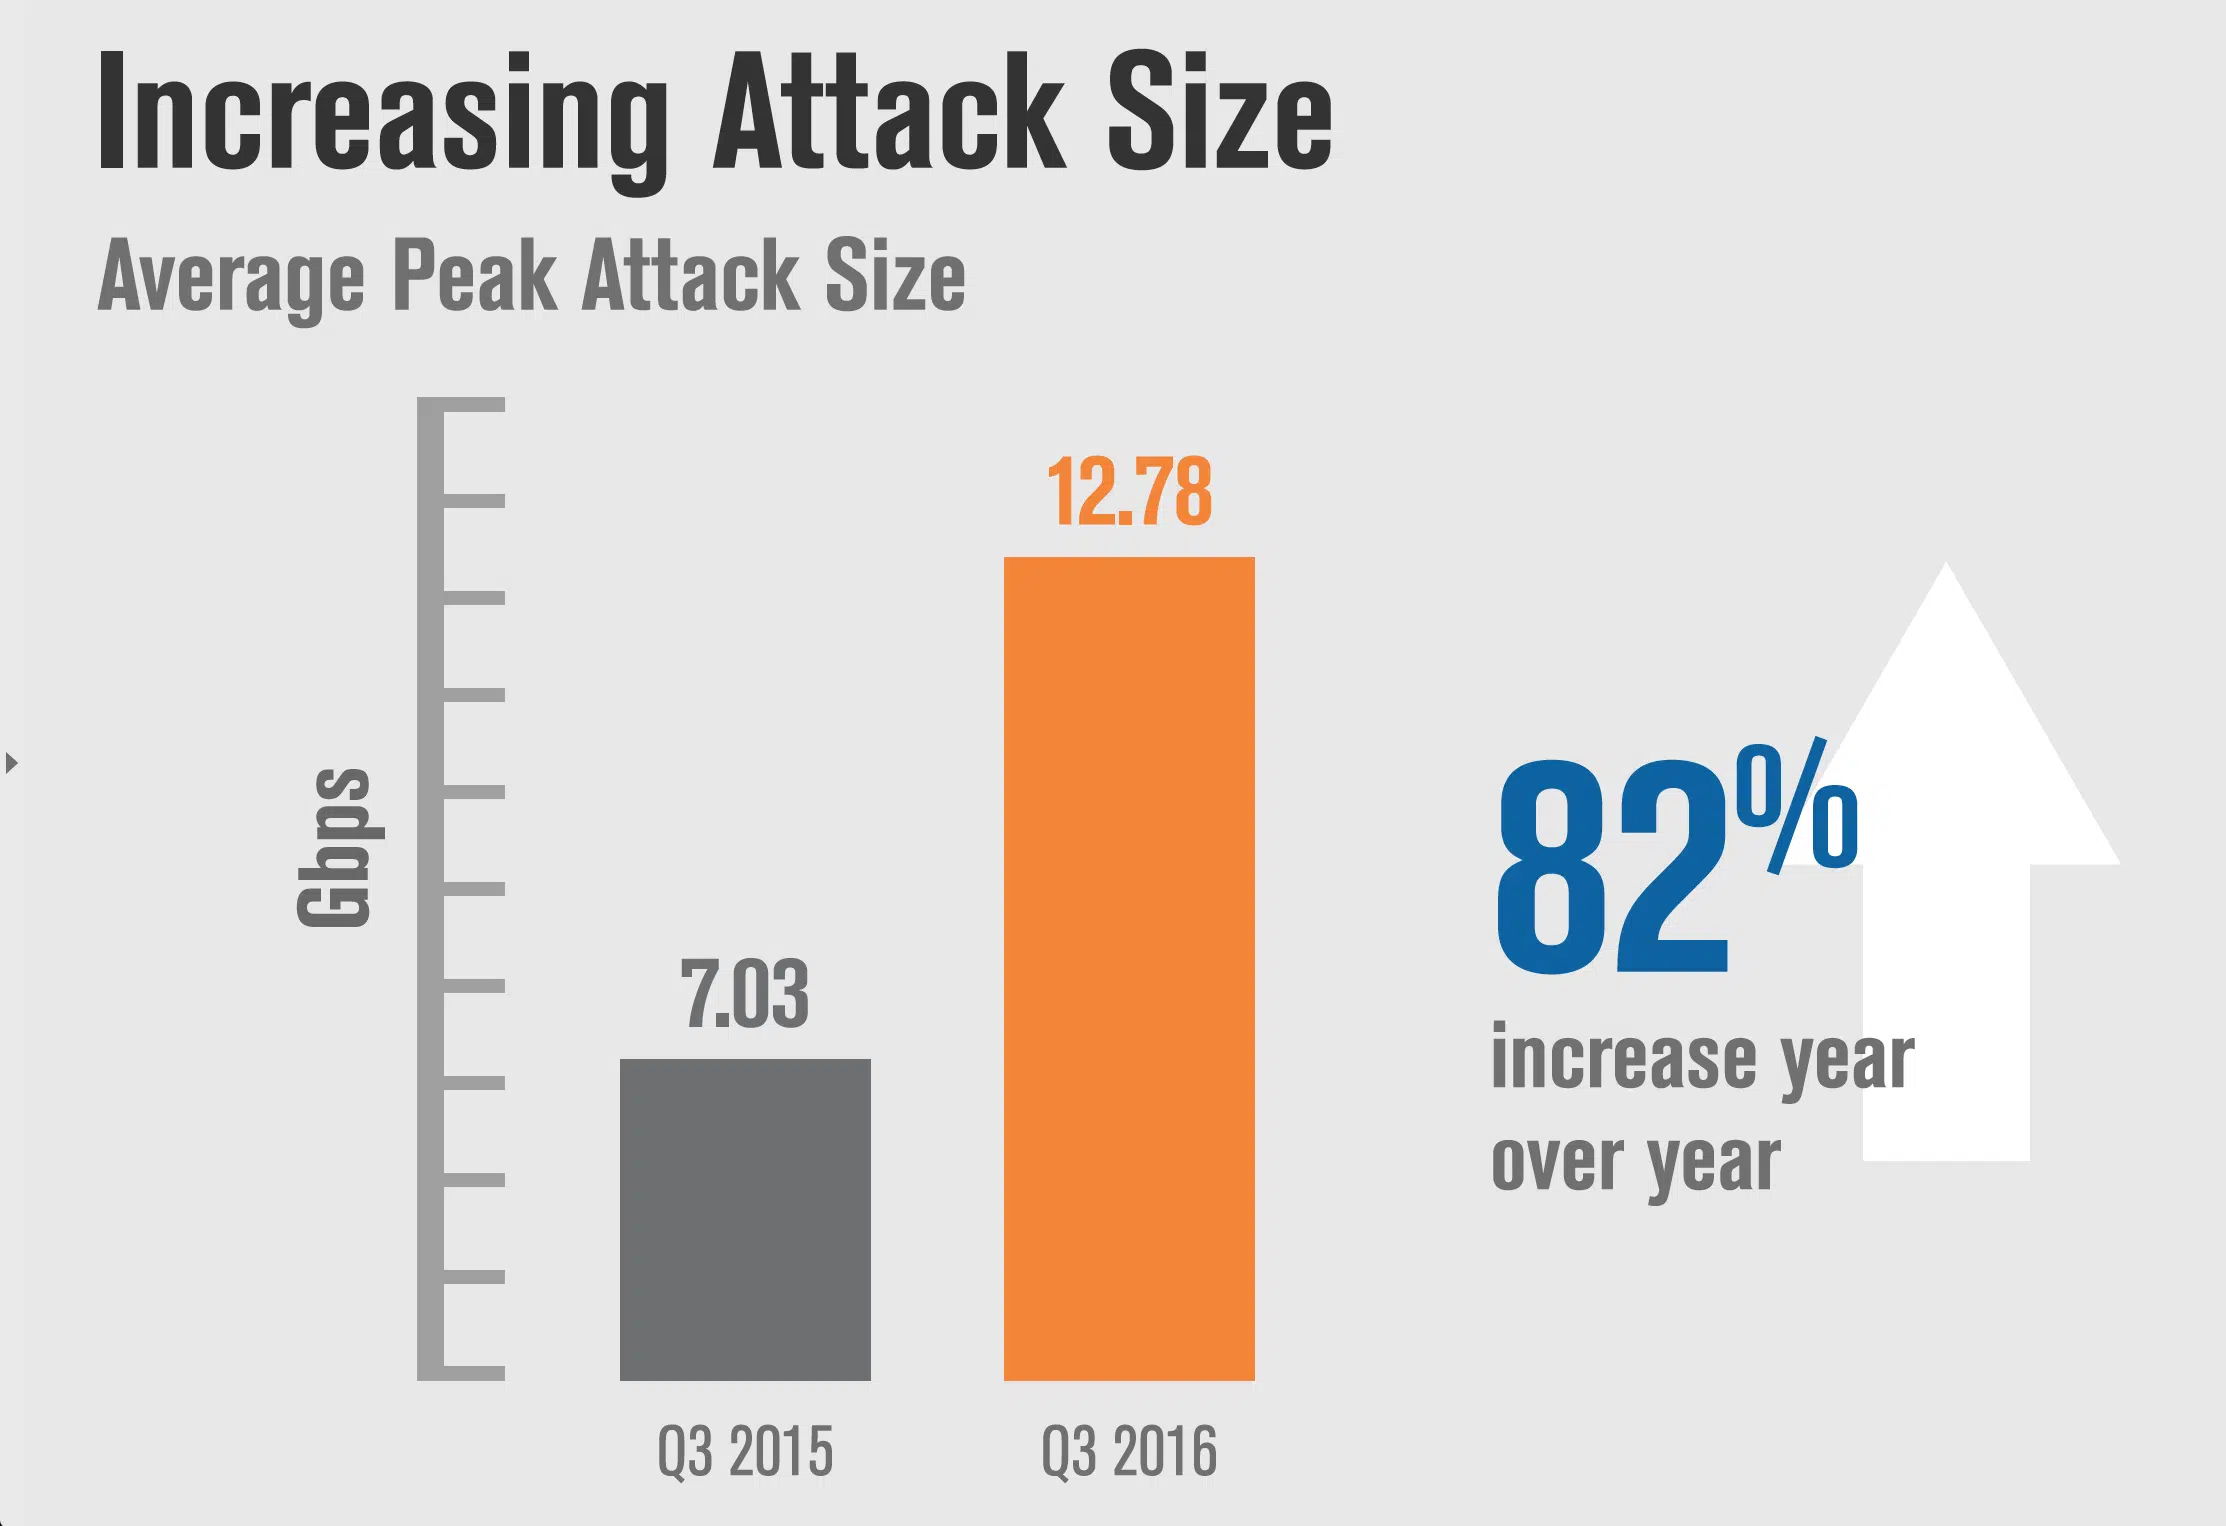 Increasing Attack Size
Average Peak Attack Size
Gbps
7.03
12.78
Q3 2015
Q3 2016
82%
increase year
over year